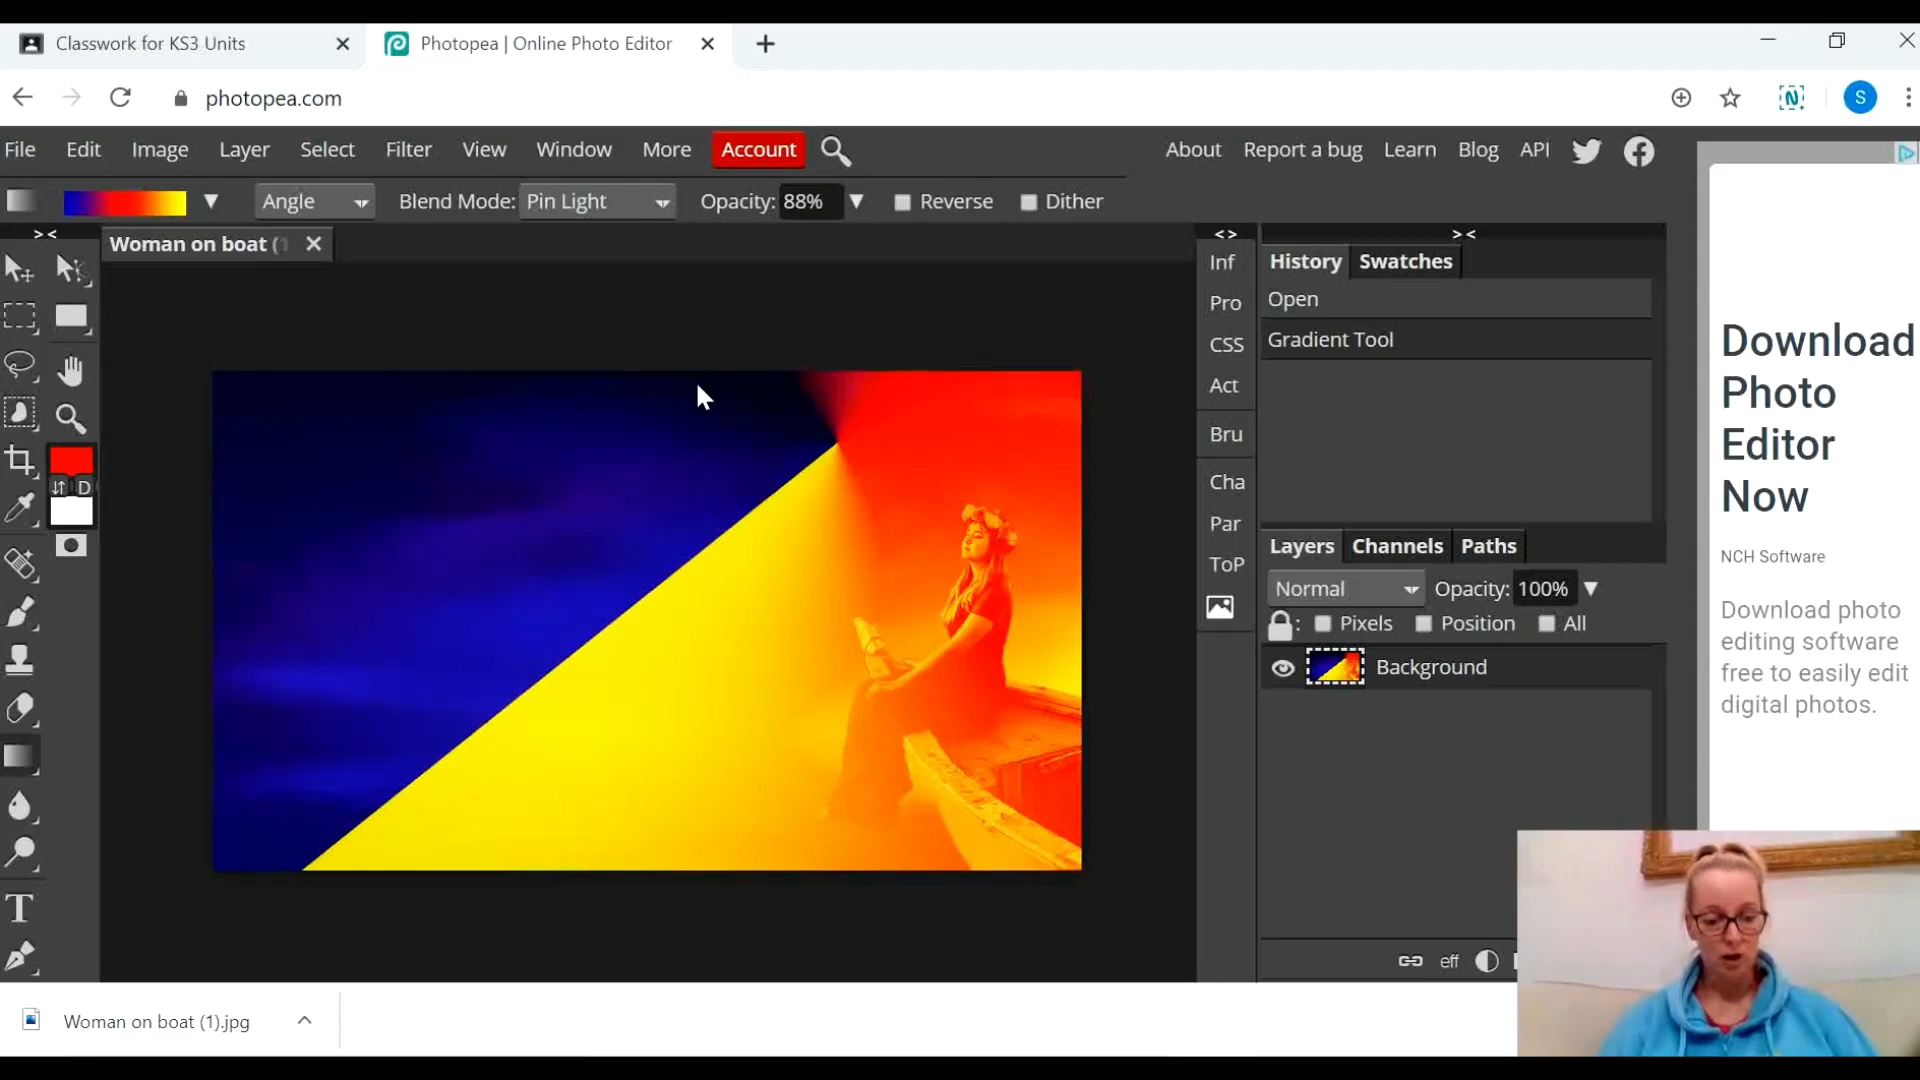 Classwork for KS3 Units
Photopea | Online Photo Editor
photopea.com
S
File Edit Image Layer Select Filter View Window More Account
About Report a bug Learn Blog API
Angle Blend Mode: Pin Light Opacity: 88% Reverse Dither
> < Woman on boat (1
< > > <
Inf
Pro
CSS
Act
Bru
Cha
Par
ToP
D
T
History Swatches
Open
Gradient Tool
Layers Channels Paths
Normal Opacity: 100%
: Pixels Position All
Background
eff
Download
Photo
Editor
Now
NCH Software
Download photo
editing software
free to easily edit
digital photos.
Woman on boat (1).jpg